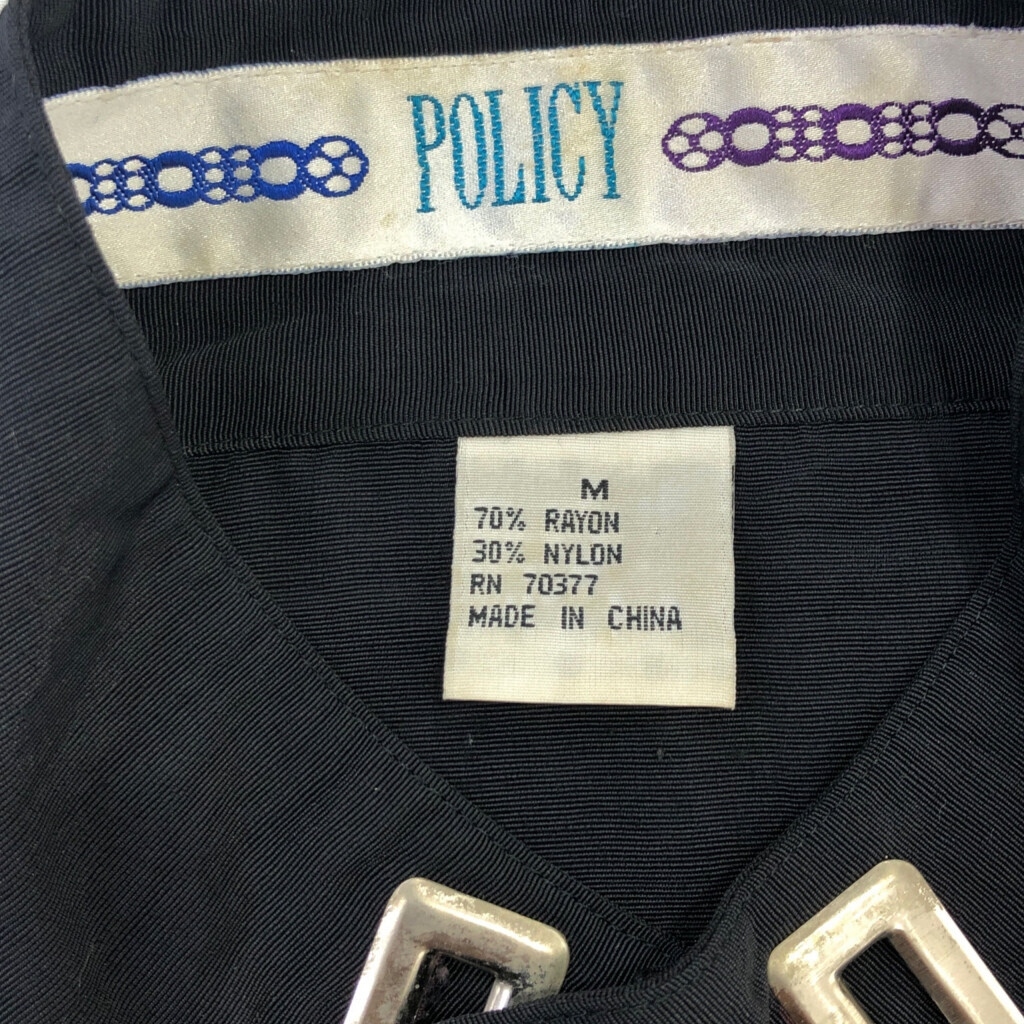 POLICY
M
70% RAYON
30% NYLON
RN 70377
MADE IN CHINA